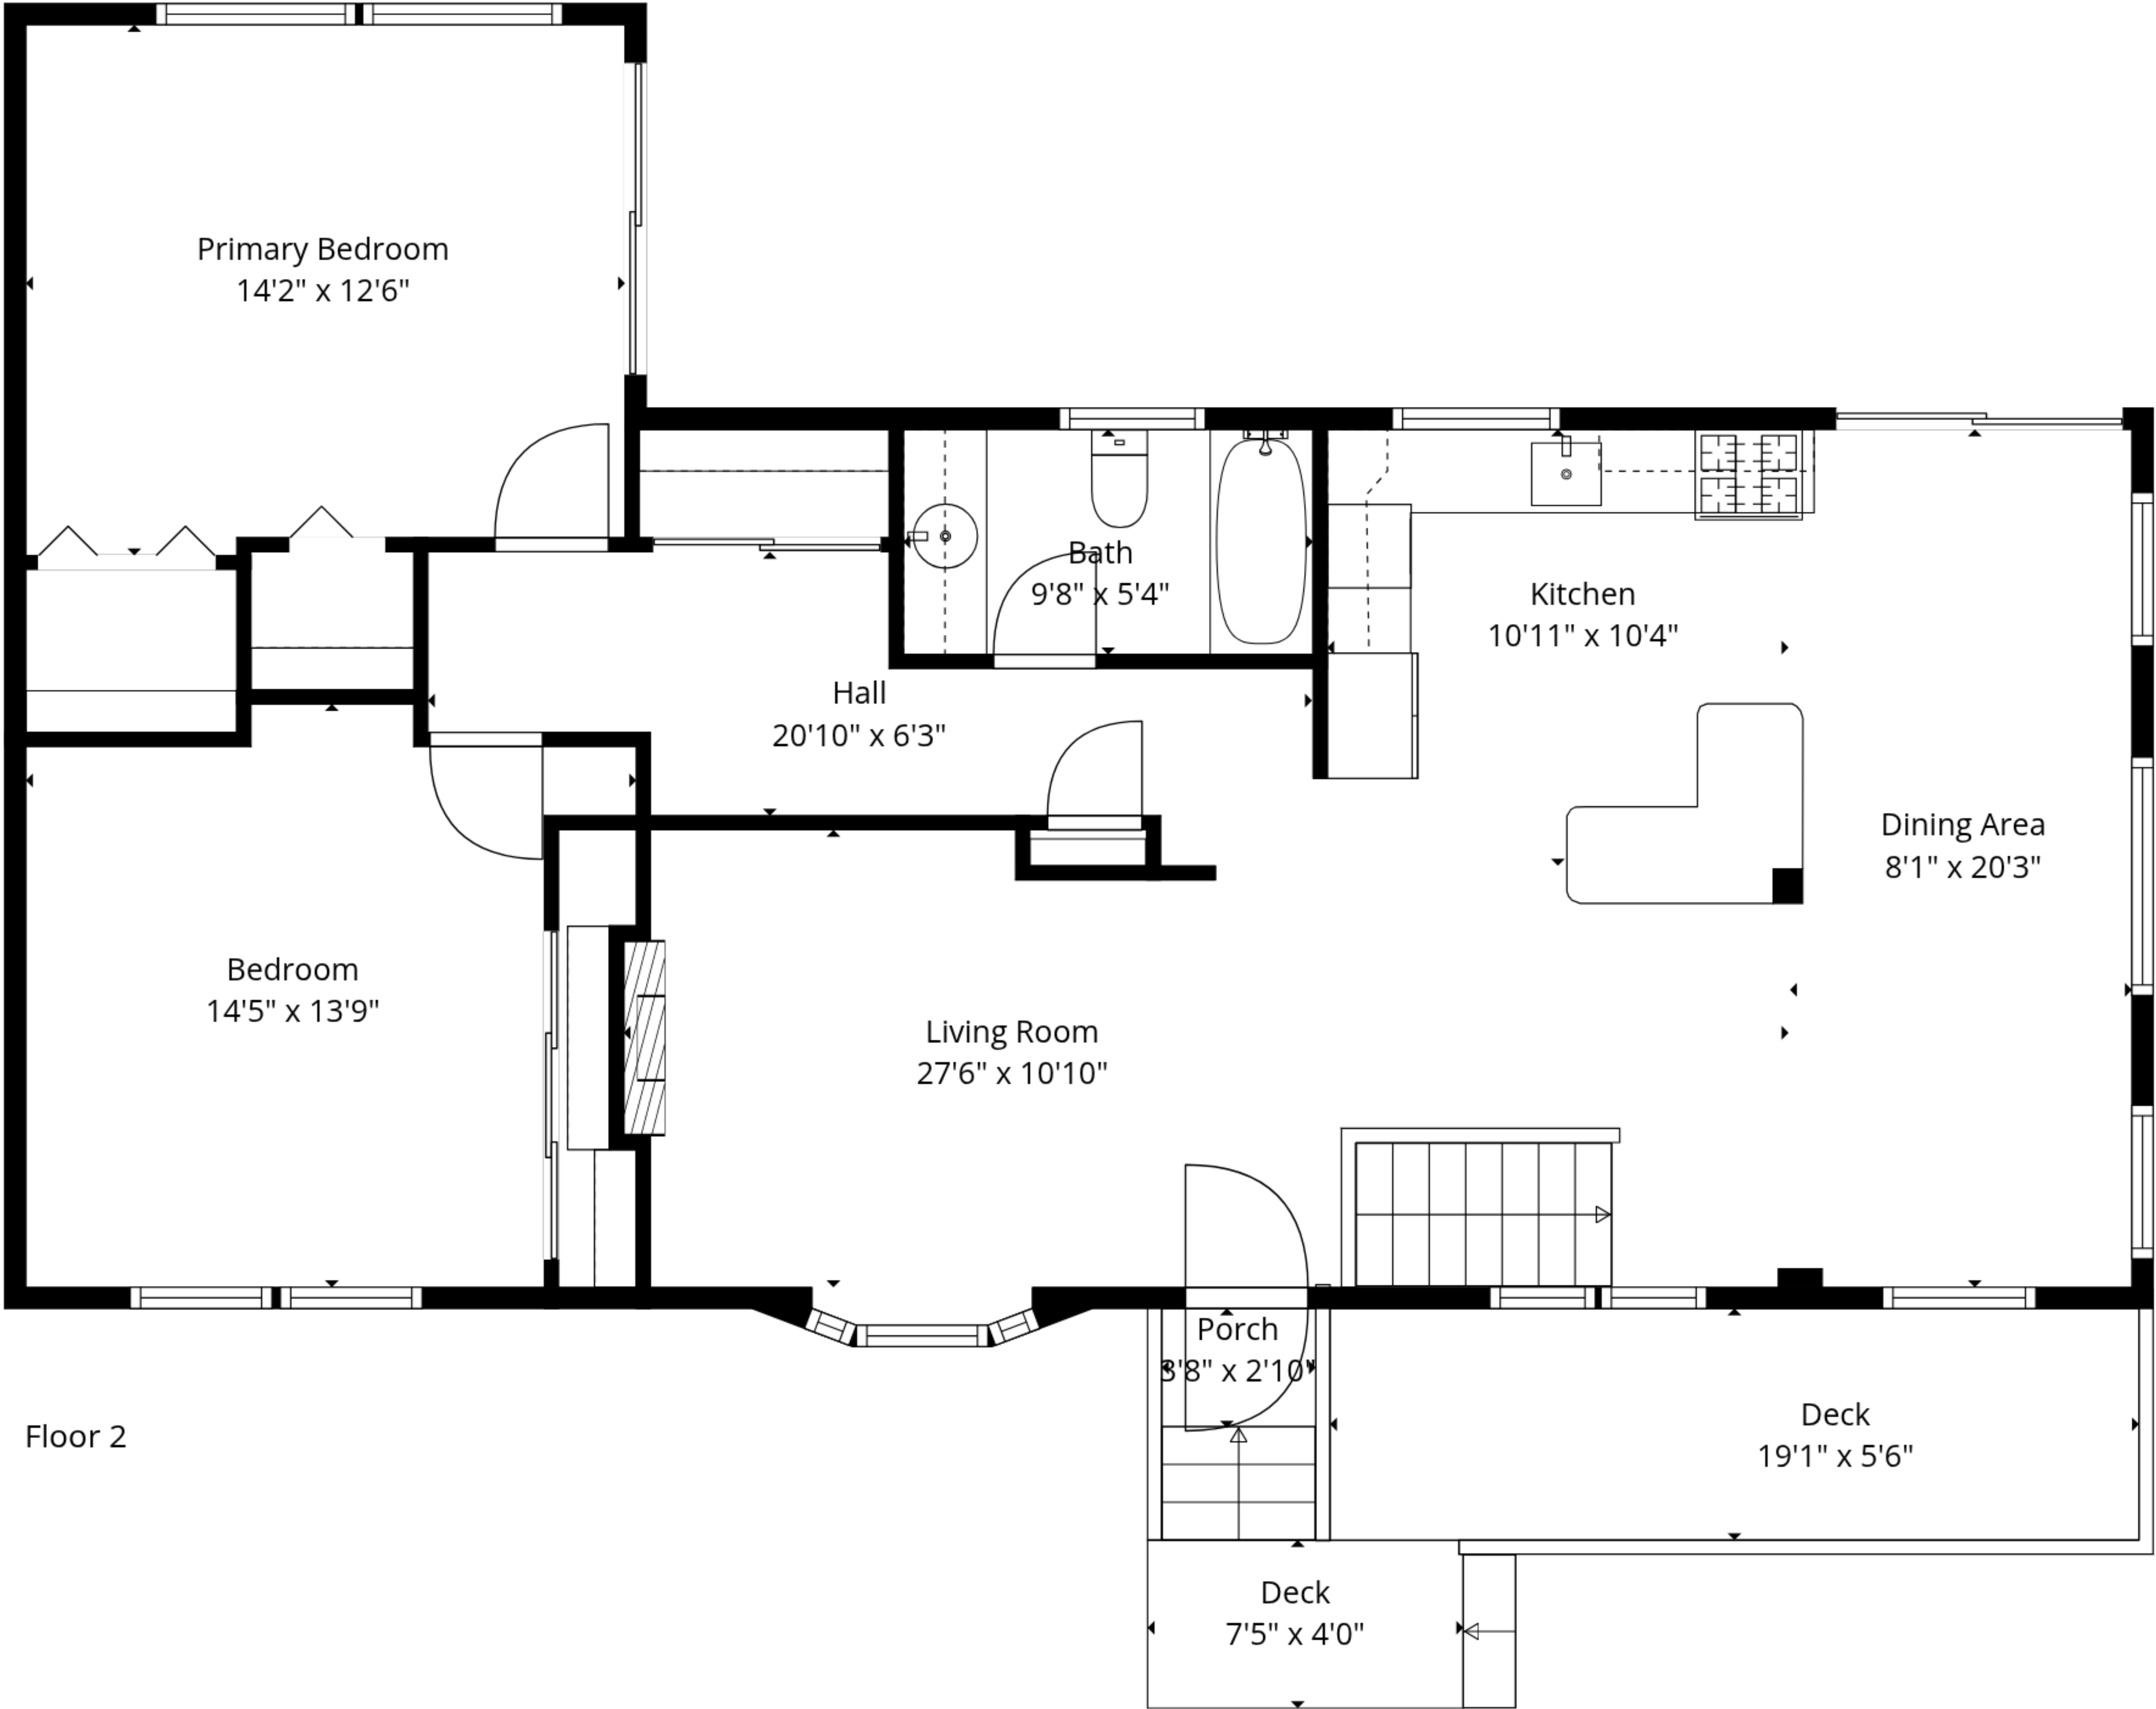 Primary Bedroom
14'2" x 12'6"
Bath
9'8" x 5'4"
Kitchen
10'11" x 10'4"
Hall
20'10" x 6'3"
Dining Area
8'1" x 20'3"
Bedroom
14'5" x 13'9"
Living Room
27'6" x 10'10"
Porch
3'8" x 2'10"
Deck
19'1" x 5'6"
Floor 2
Deck
7'5" x 4'0"